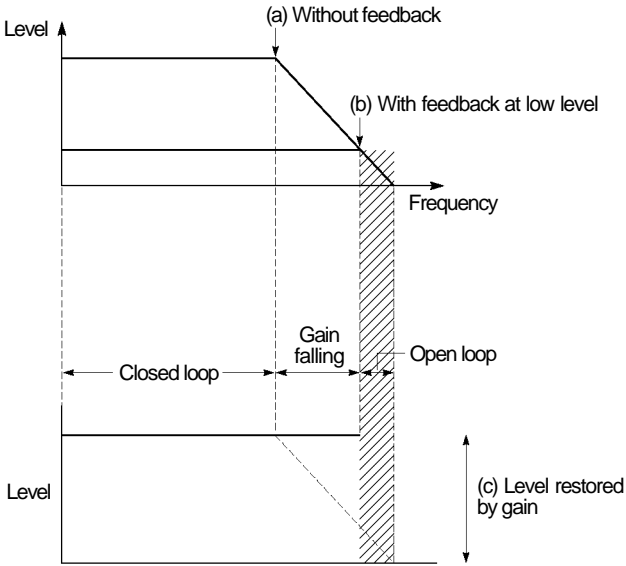 (a) Without feedback
Level
(b) With feedback at low level
Frequency
Gain
falling
Closed loop
Open loop
Level
(c) Level restored
by gain